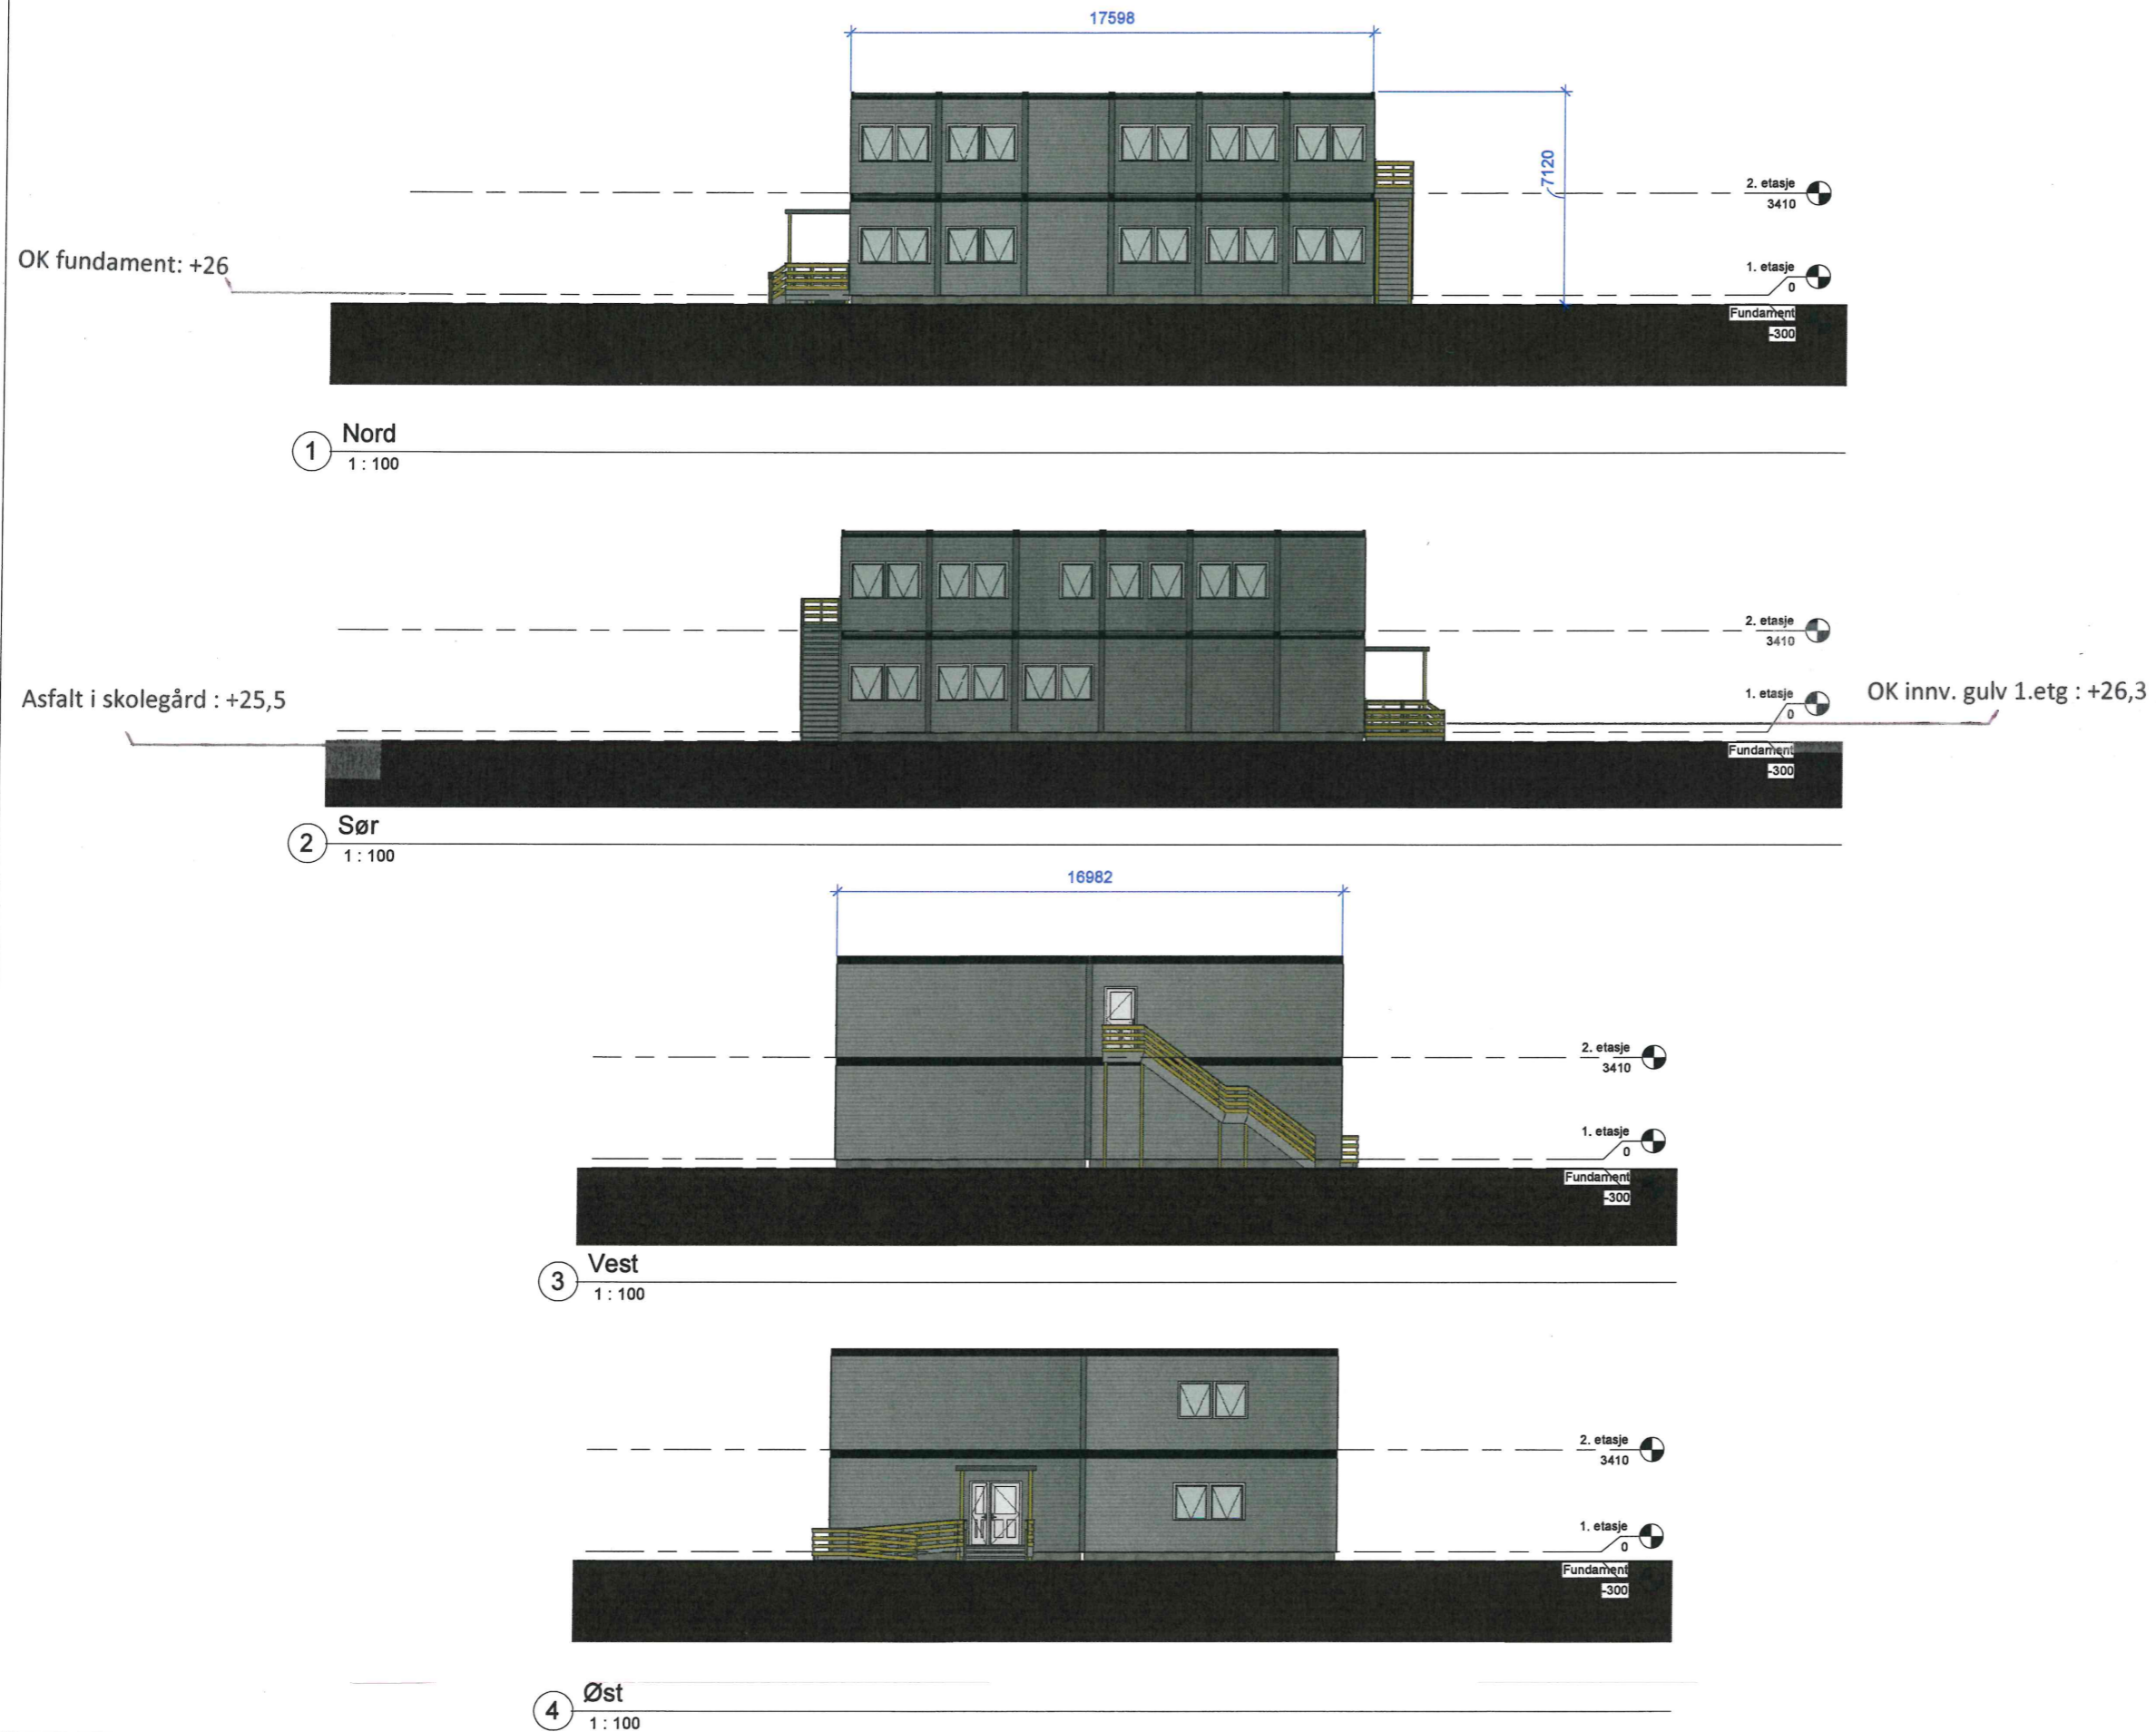 17598
7120
2. etasje
3410
OK fundament: +26
1. etasje
0
Fundament
-300
1
Nord
1 : 100
2. etasje
3410
Asfalt i skolegård : +25,5
1. etasje
0
OK innv. gulv 1.etg : +26,3
Fundament
-300
2
Sør
1 : 100
16982
2. etasje
3410
1. etasje
0
Fundament
-300
3
Vest
1 : 100
2. etasje
3410
1. etasje
0
Fundament
-300
4
Øst
1 : 100